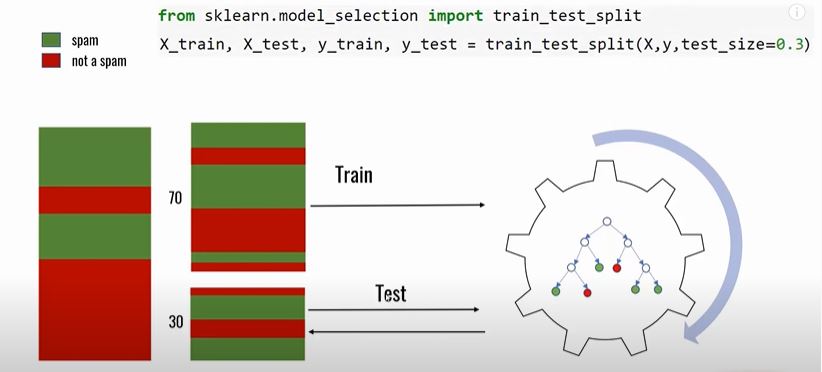 from sklearn.model_selection import train_test_split
X_train, X_test, y_train, y_test = train_test_split(X,y,test_size=0.3)
spam
not a spam
70
Train
30
Test